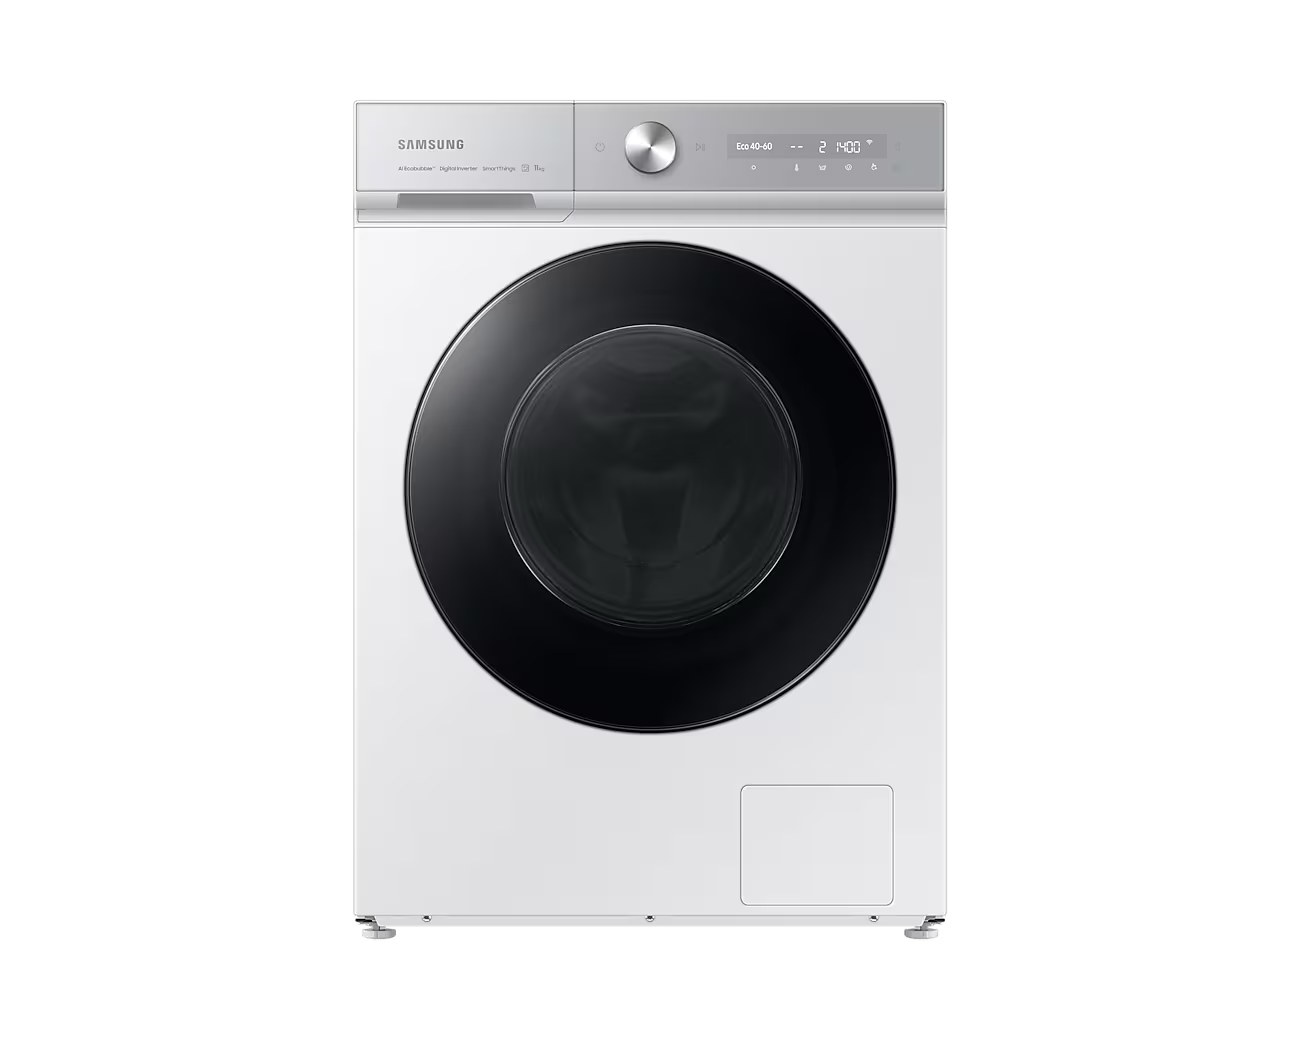 SAMSUNG
AI Ecobubble™ Digital Inverter SmartThings 11kg
Eco 40-60 -- 2 1400